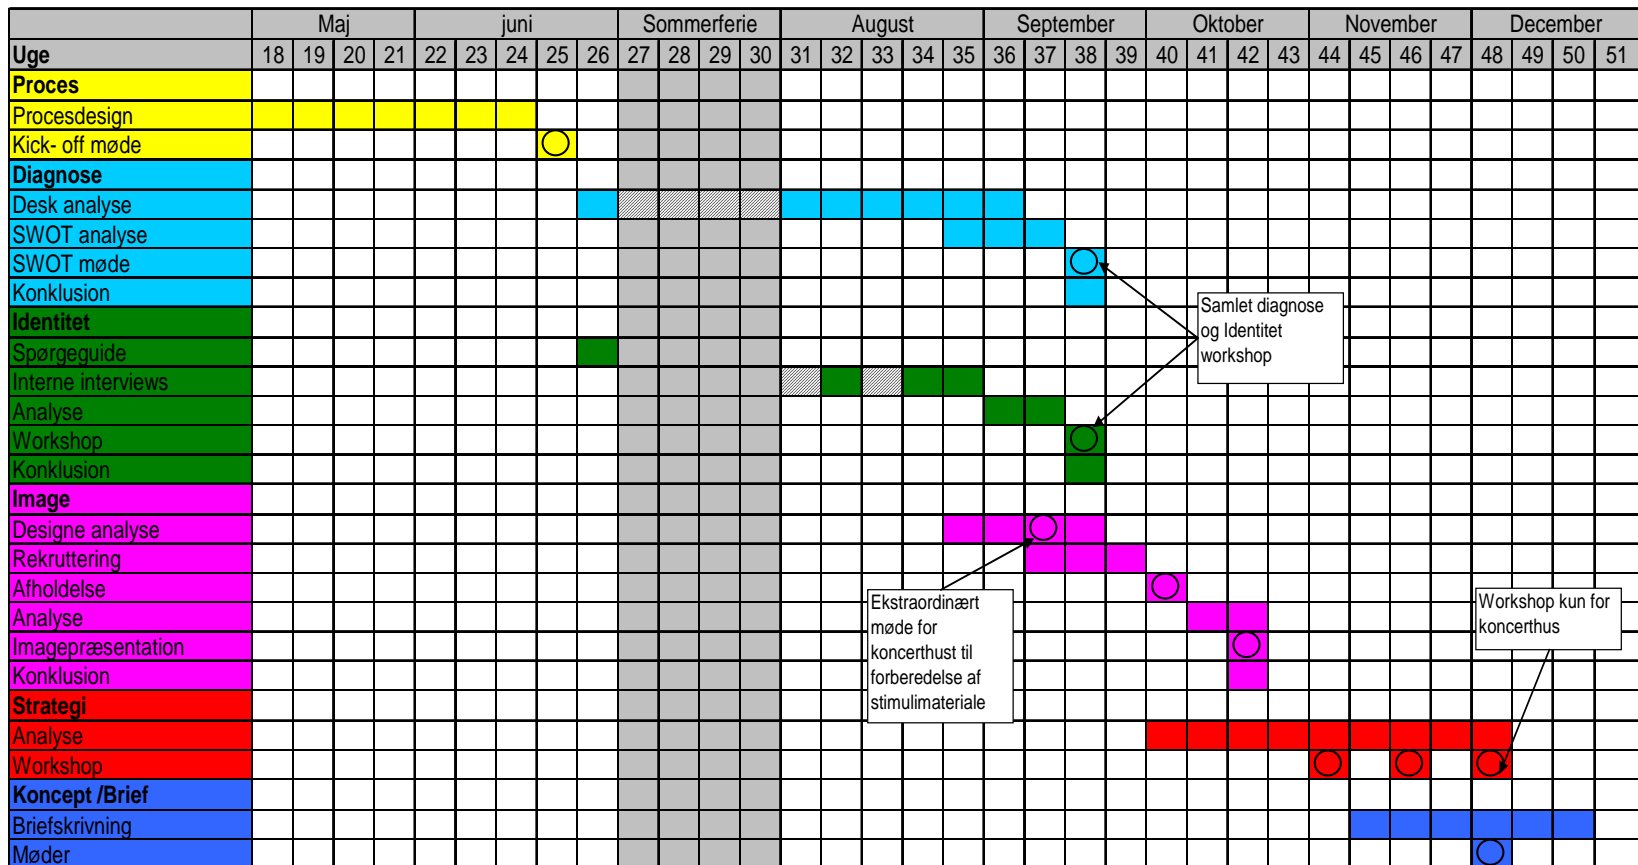 Maj juni Sommerferie August September Oktober November December
Uge 18 19 20 21 22 23 24 25 26 27 28 29 30 31 32 33 34 35 36 37 38 39 40 41 42 43 44 45 46 47 48 49 50 51
Proces
Procesdesign
Kick- off møde
Diagnose
Desk analyse
SWOT analyse
SWOT møde
Konklusion
Samlet diagnose
og Identitet
workshop
Identitet
Spørgeguide
Interne interviews
Analyse
Workshop
Konklusion
Image
Designe analyse
Rekruttering
Afholdelse
Analyse
Imagepræsentation
Konklusion
Ekstraordinært
møde for
koncerthust til
forberedelse af
stimulimateriale
Workshop kun for
koncerthus
Strategi
Analyse
Workshop
Koncept /Brief
Briefskrivning
Møder